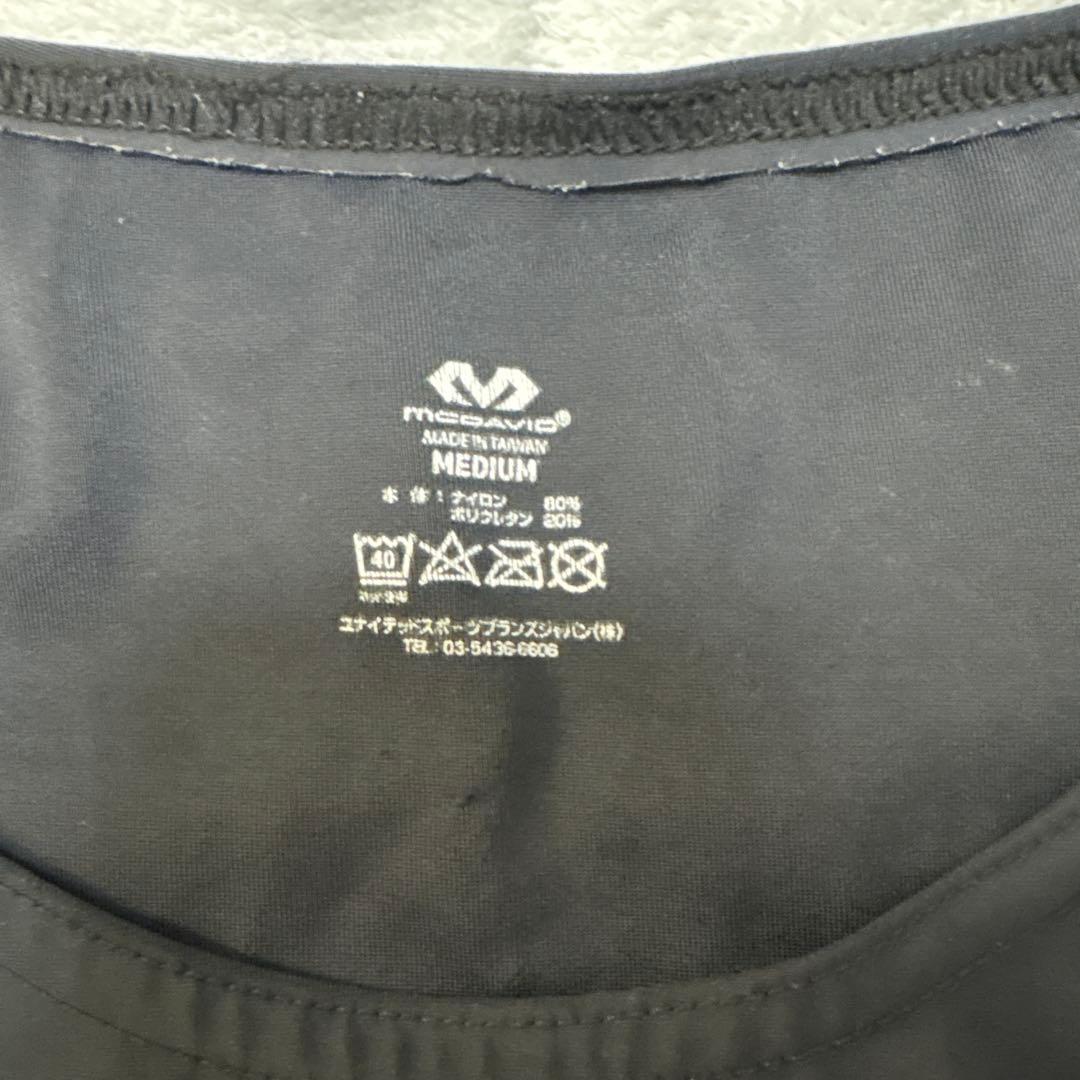 McDAVID®
MADE IN TAIWAN
MEDIUM
本 体 : ナイロン 80%
ポリウレタン 20%
40
ユナイテッドスポーツブランズジャパン(株)
TEL : 03-5436-6606